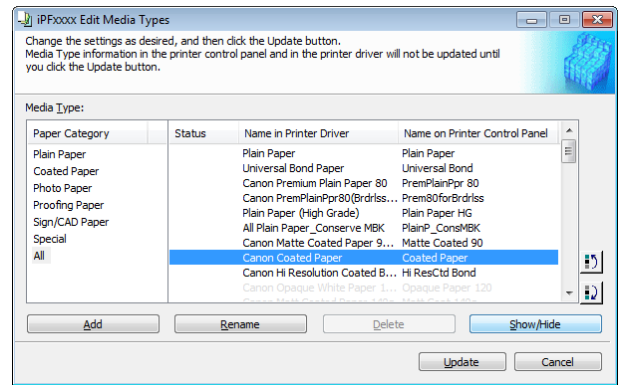 iPFxxxx Edit Media Types
Change the settings as desired, and then click the Update button.
Media Type information in the printer control panel and in the printer driver will not be updated until
you click the Update button.
Media Type:
Paper Category Status Name in Printer Driver Name on Printer Control Panel
Plain Paper
Coated Paper
Photo Paper
Proofing Paper
Sign/CAD Paper
Special
All
Plain Paper Plain Paper
Universal Bond Paper Universal Bond
Canon Premium Plain Paper 80 PremPlainPpr 80
Canon PremPlainPpr80(Brdrlss... Prem80forBrdrlss
Plain Paper (High Grade) Plain Paper HG
All Plain Paper_Conserve MBK PlainP_ConsMBK
Canon Matte Coated Paper 9... Matte Coated 90
Canon Coated Paper Coated Paper
Canon Hi Resolution Coated B... Hi ResCtd Bond
Canon Opaque White Paper 1... Opaque Paper 120
Add Rename Delete Show/Hide
Update Cancel